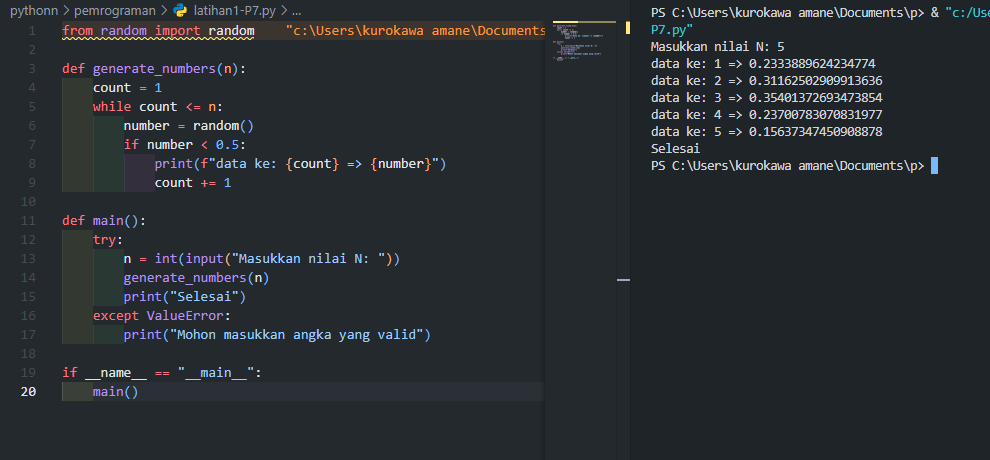 pythonn > pemrograman > latihan1-P7.py > ...
1 from random import random "c:\Users\kurokawa amane\Documents
2
3 def generate_numbers(n):
4 count = 1
5 while count <= n:
6 number = random()
7 if number < 0.5:
8 print(f"data ke: {count} => {number}")
9 count += 1
10
11 def main():
12 try:
13 n = int(input("Masukkan nilai N: "))
14 generate_numbers(n)
15 print("Selesai")
16 except ValueError:
17 print("Mohon masukkan angka yang valid")
18
19 if __name__ == "__main__":
20 main()
PS C:\Users\kurokawa amane\Documents\p> & "c:/Us
P7.py"
Masukkan nilai N: 5
data ke: 1 => 0.2333889624234774
data ke: 2 => 0.31162502909913636
data ke: 3 => 0.35401372693473854
data ke: 4 => 0.23700783070831977
data ke: 5 => 0.15637347450908878
Selesai
PS C:\Users\kurokawa amane\Documents\p>